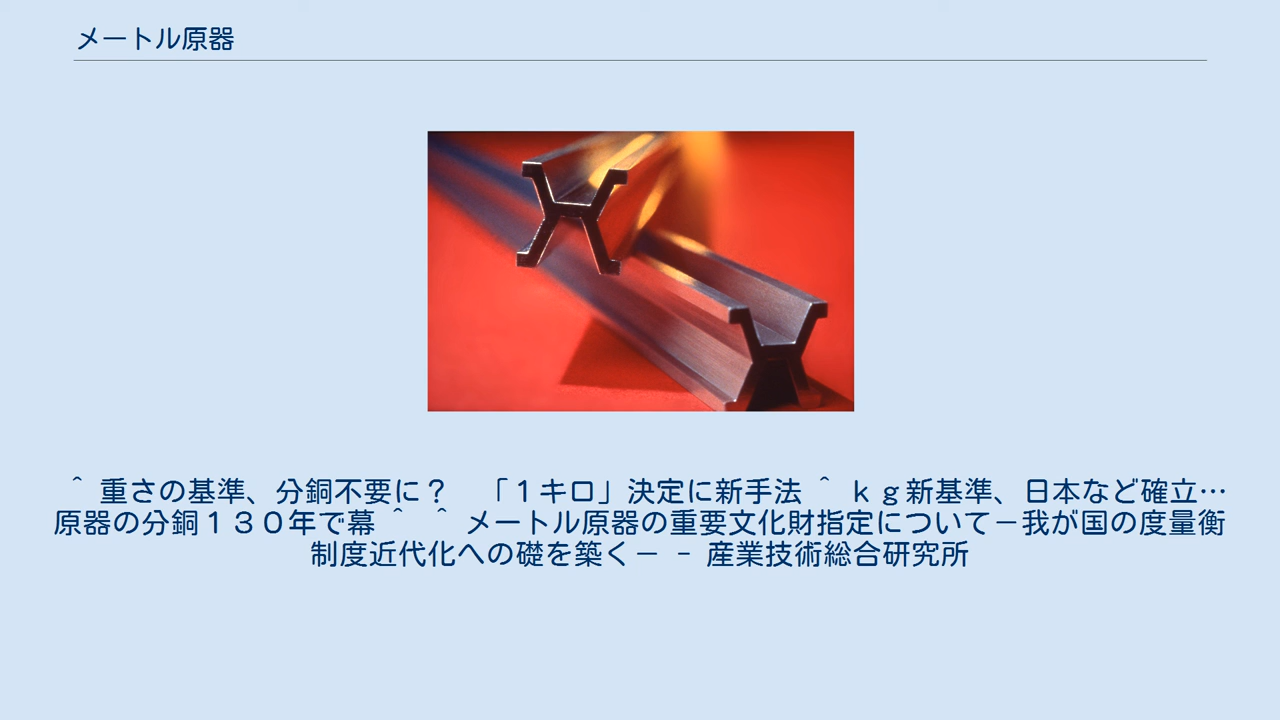 メートル原器
^ 重さの基準、分銅不要に？　「１キロ」決定に新手法 ^ ｋｇ新基準、日本など確立…
原器の分銅１３０年で幕 ^ ^ メートル原器の重要文化財指定について－我が国の度量衡
制度近代化への礎を築く－ - 産業技術総合研究所